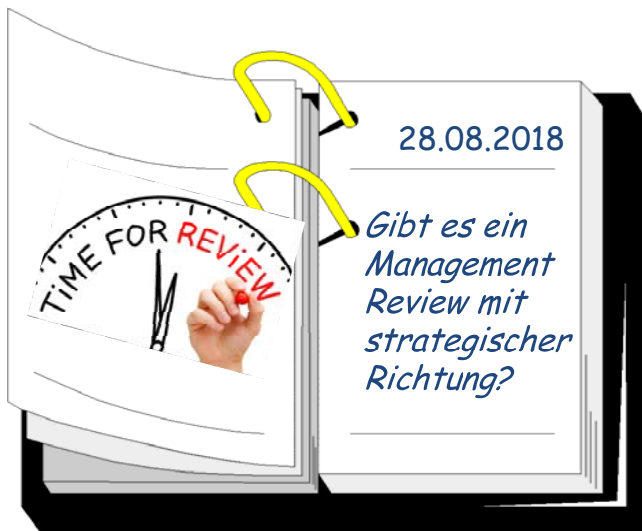 TiME FOR REViEW
28.08.2018
Gibt es ein
Management
Review mit
strategischer
Richtung?